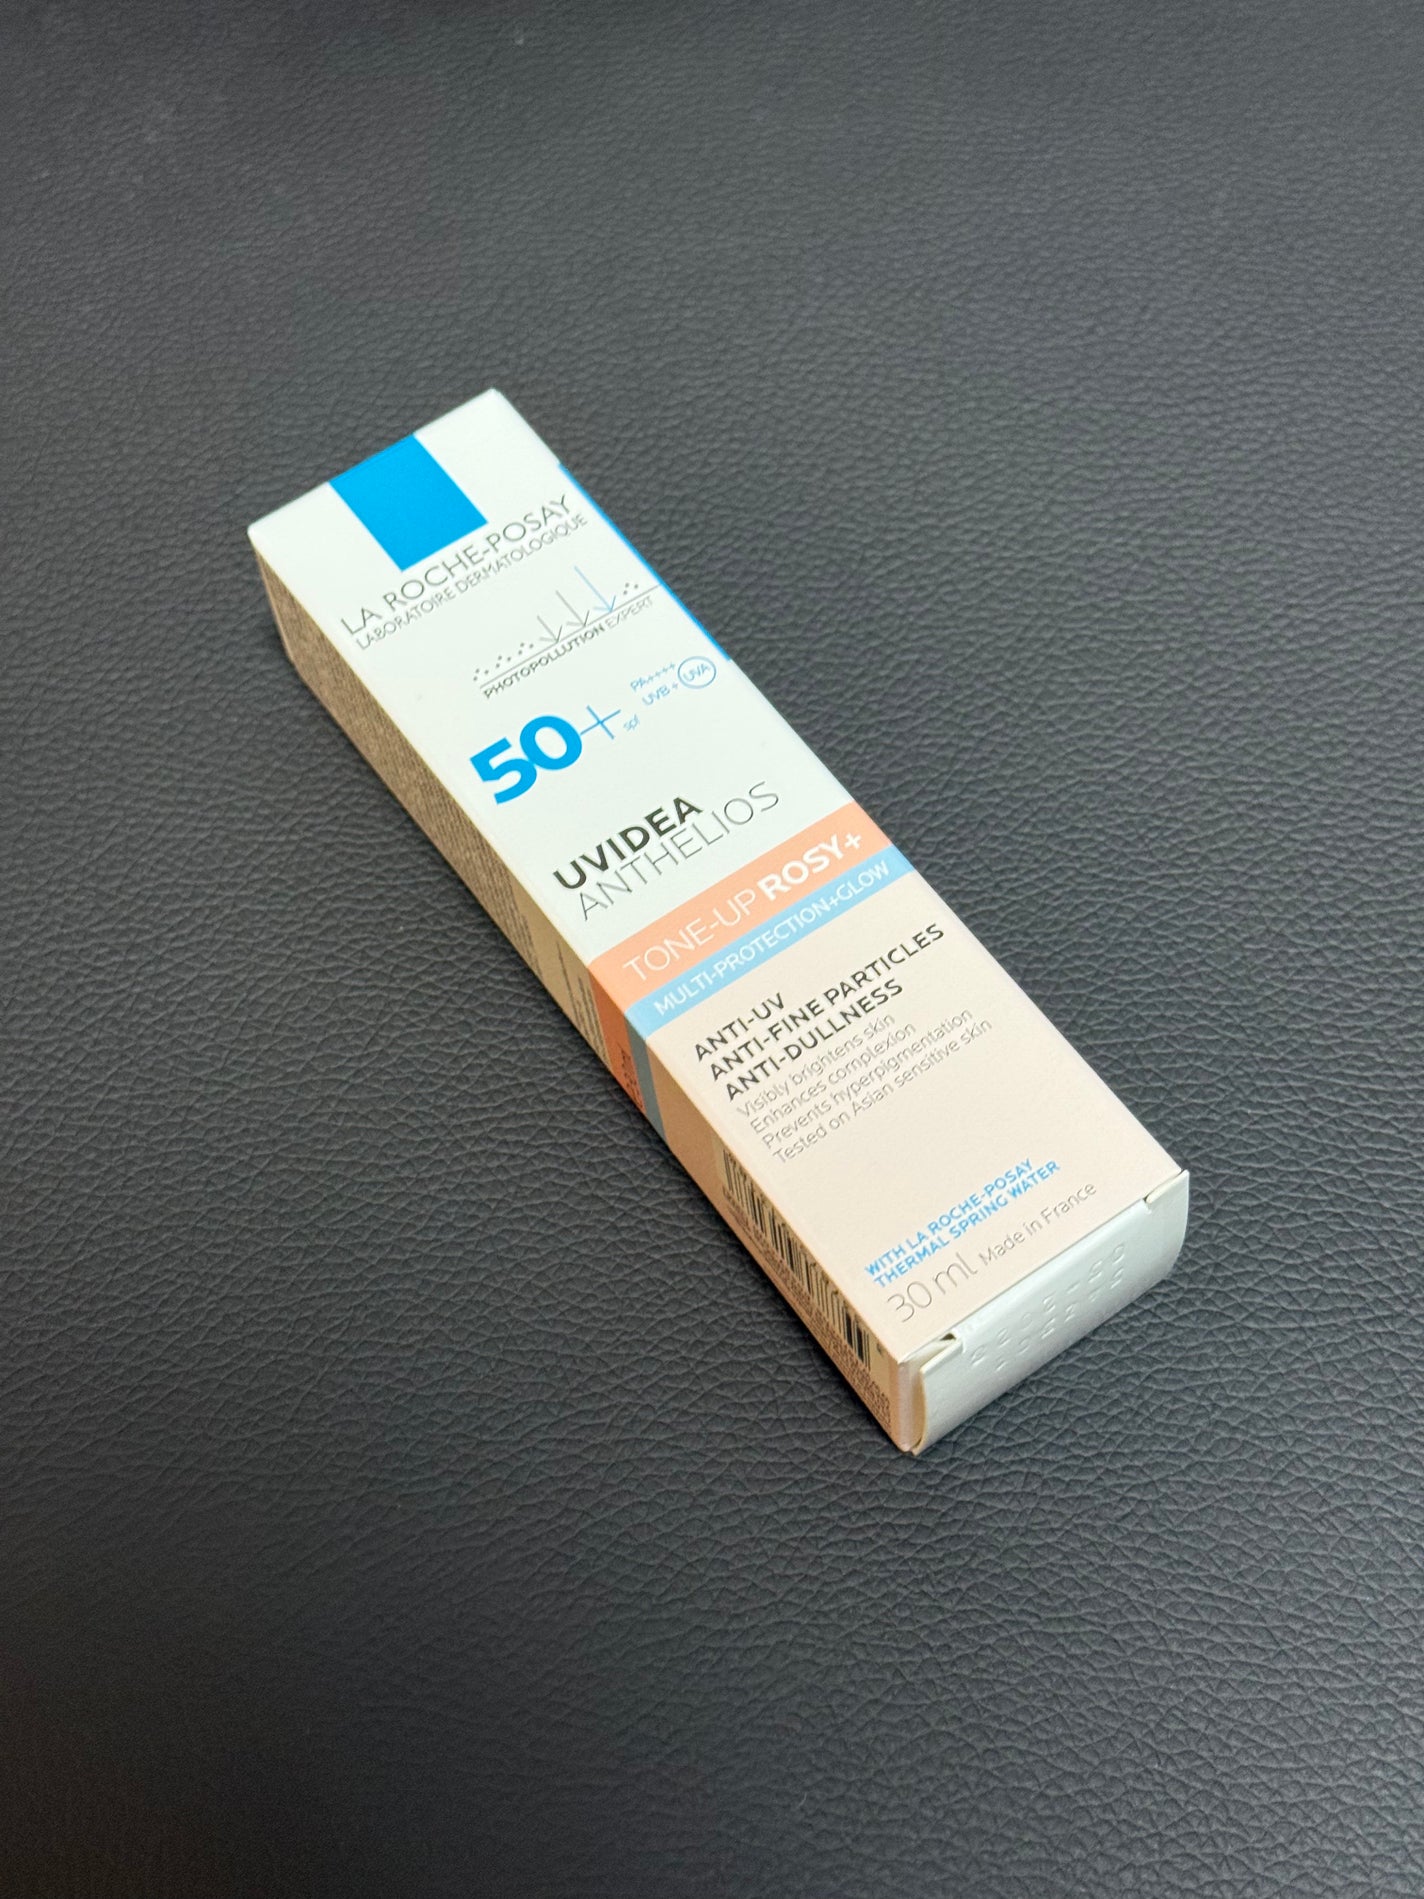 LA ROCHE-POSAY
LABORATOIRE DERMATOLOGIQUE
PHOTOPOLLUTION EXPERT
50+ spf
PA++++
UVB + UVA
UVIDEA
ANTHELIOS
TONE-UP ROSY+
MULTI-PROTECTION+GLOW
ANTI-UV
ANTI-FINE PARTICLES
ANTI-DULLNESS
Visibly brightens skin
Enhances complexion
Prevents hyperpigmentation
Tested on Asian sensitive skin
WITH LA ROCHE-POSAY
THERMAL SPRING WATER
30 ml Made in France